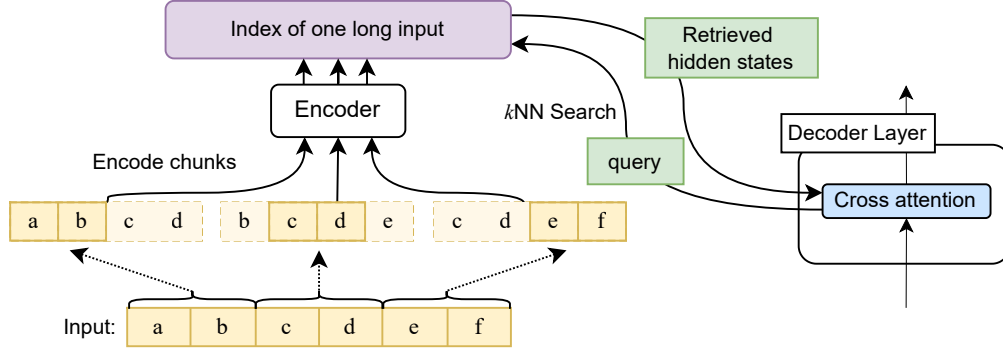 Index of one long input
Retrieved
hidden states
Encoder
kNN Search
Decoder Layer
query
Encode chunks
Cross attention
a b c d b c d e c d e f
Input: a b c d e f